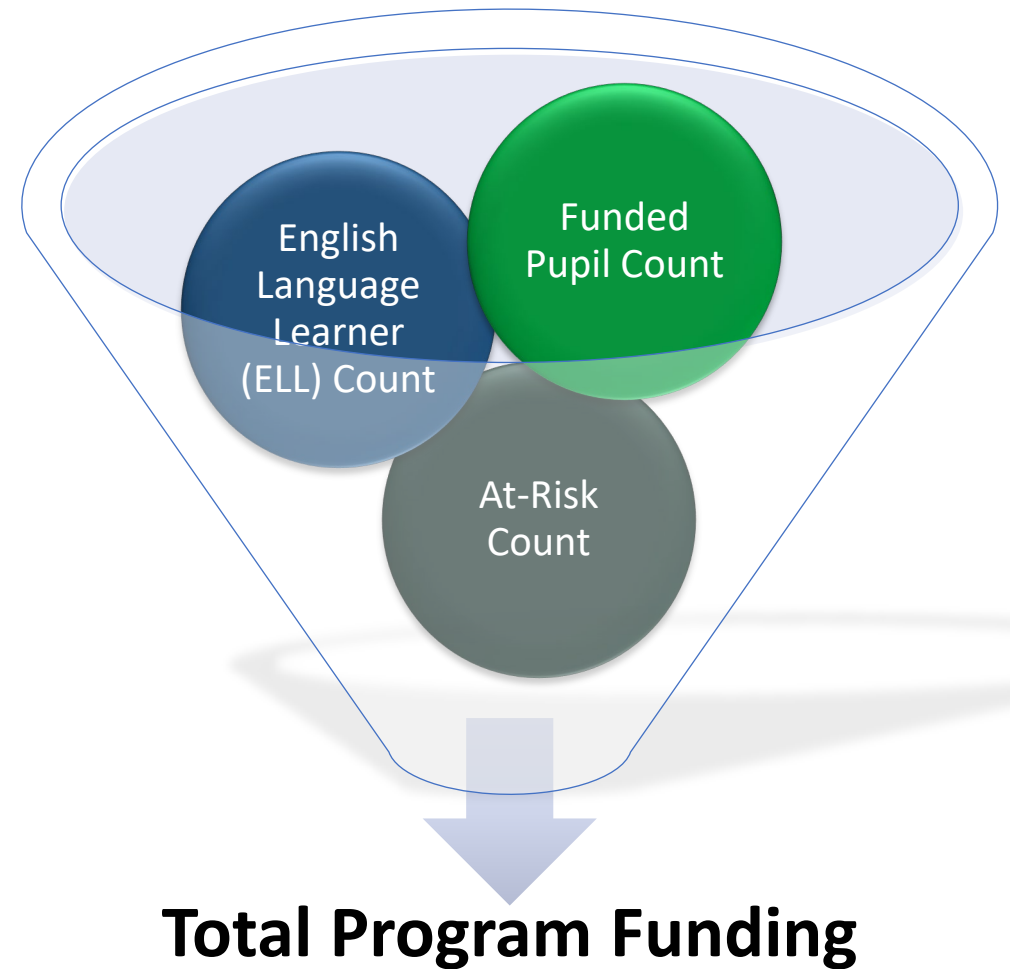 English
Language
Learner
(ELL) Count
Funded
Pupil Count
At-Risk
Count
Total Program Funding